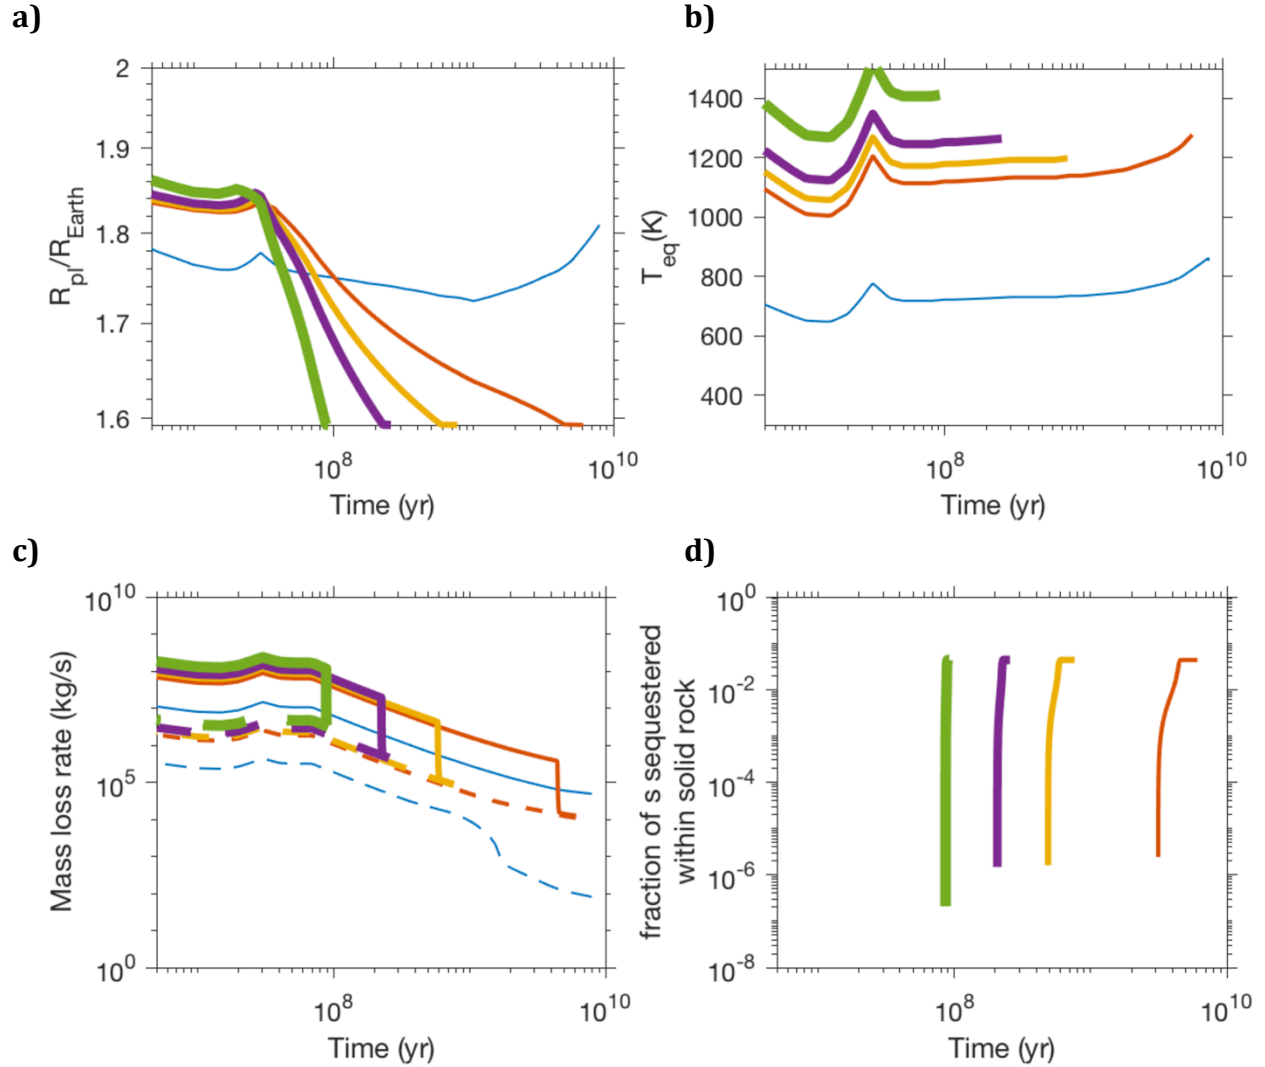 a)
2
1.9
1.8
1.7
1.6
R_pl/R_Earth
10^8
10^10
Time (yr)
b)
1400
1200
1000
800
600
400
T_eq(K)
10^8
10^10
Time (yr)
c)
10^10
10^5
10^0
Mass loss rate (kg/s)
10^8
10^10
Time (yr)
d)
10^0
10^-2
10^-4
10^-6
10^-8
fraction of s sequestered
within solid rock
10^8
10^10
Time (yr)